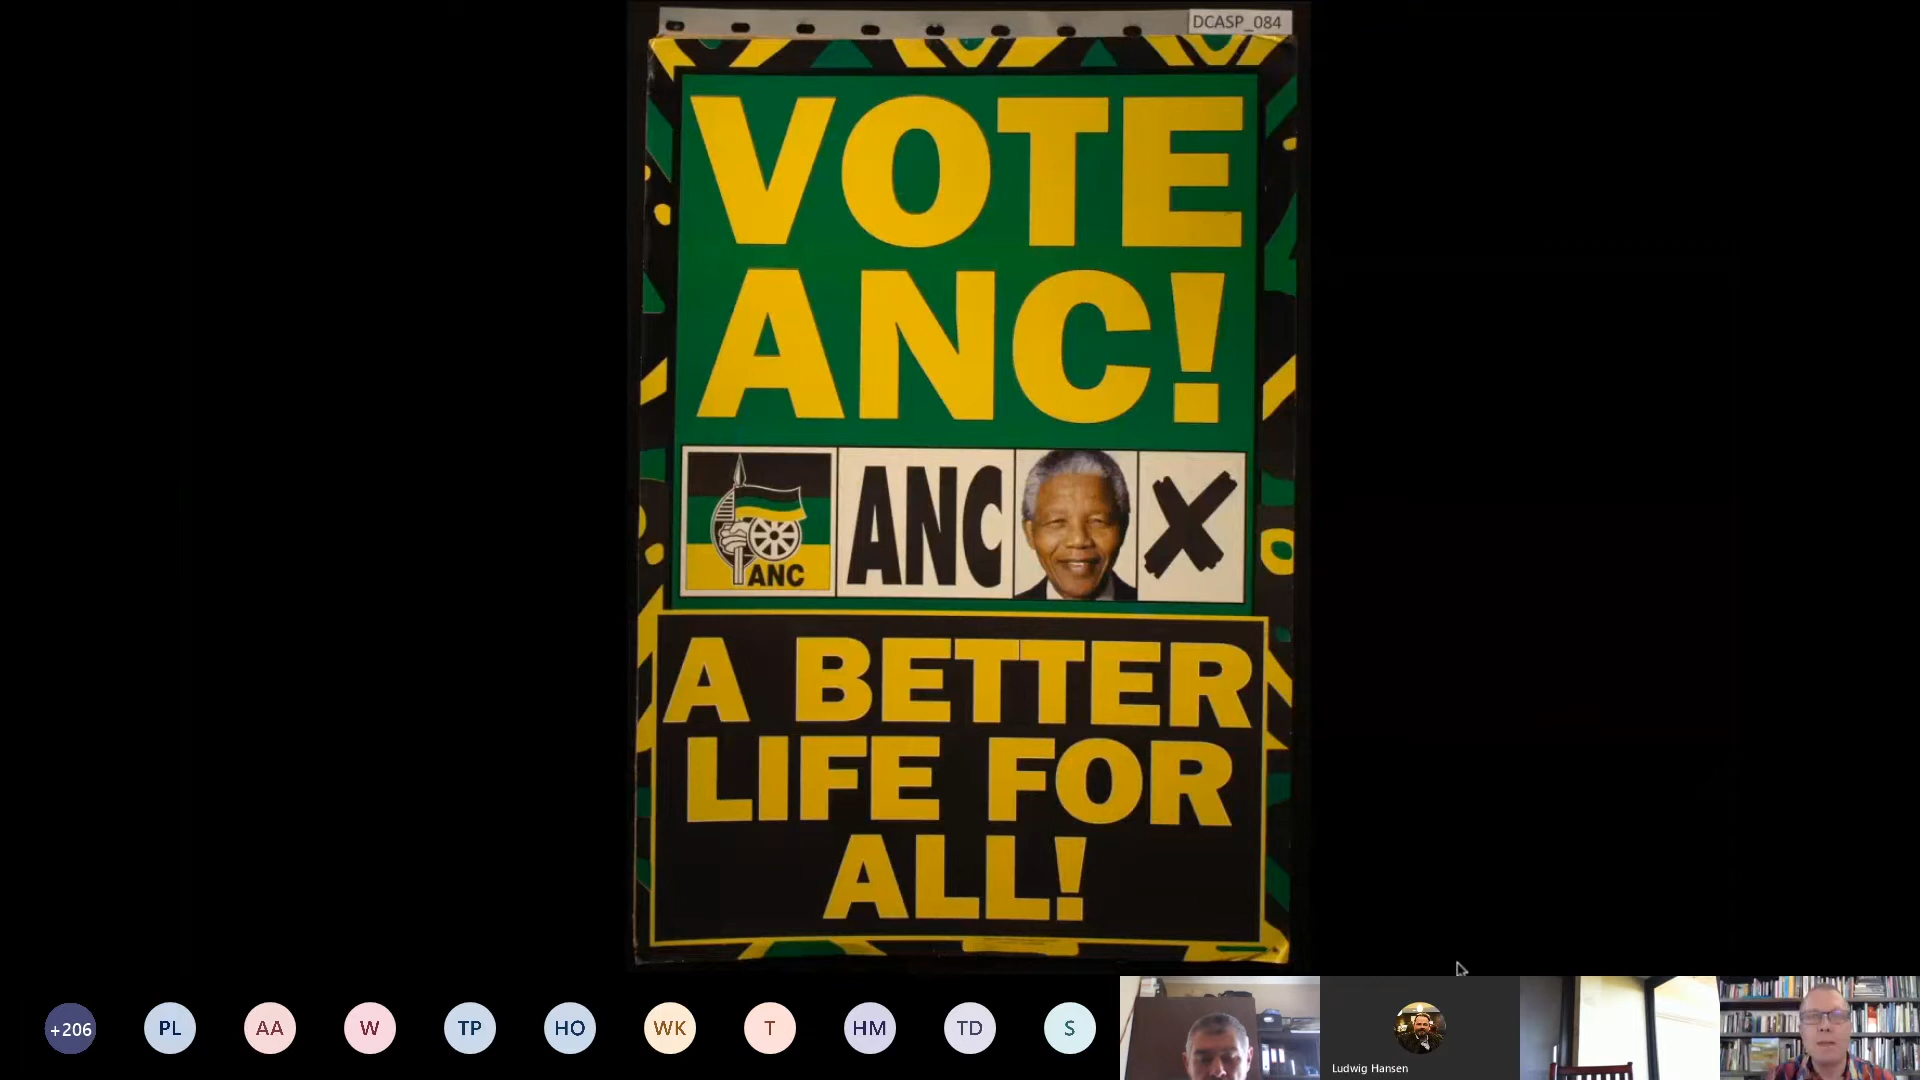 DCASP_084
VOTE
ANC!
ANC
ANC
X
A BETTER
LIFE FOR
ALL!
+206
PL
AA
W
TP
HO
WK
T
HM
TD
S
Ludwig Hansen